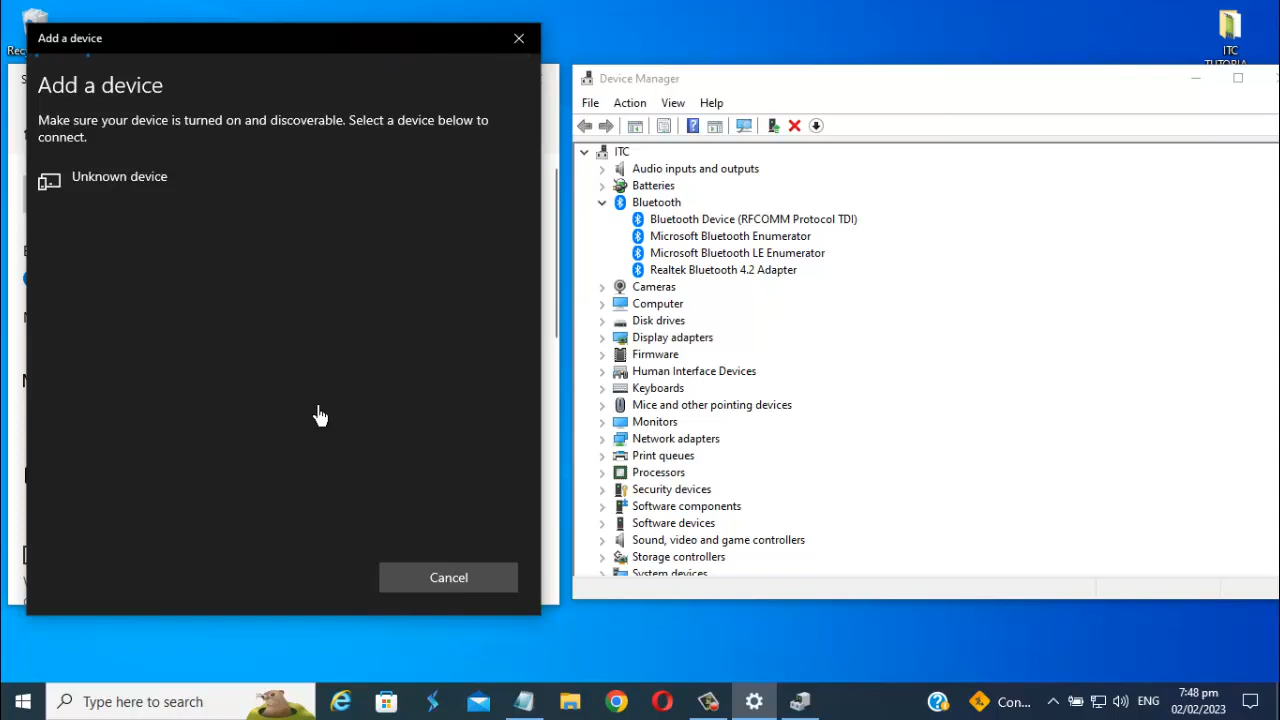 Add a device
Add a device
Make sure your device is turned on and discoverable. Select a device below to
connect.
Unknown device
Cancel
ITC
Device Manager
File Action View Help
ITC
Audio inputs and outputs
Batteries
Bluetooth
Bluetooth Device (RFCOMM Protocol TDI)
Microsoft Bluetooth Enumerator
Microsoft Bluetooth LE Enumerator
Realtek Bluetooth 4.2 Adapter
Cameras
Computer
Disk drives
Display adapters
Firmware
Human Interface Devices
Keyboards
Mice and other pointing devices
Monitors
Network adapters
Print queues
Processors
Security devices
Software components
Software devices
Sound, video and game controllers
Storage controllers
System devices
Type here to search
Con...
ENG
7:48 pm
02/02/2023